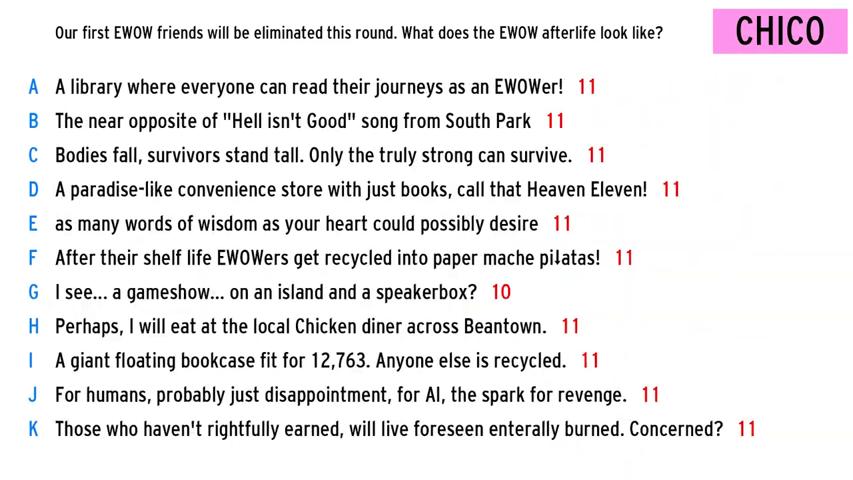 Our first EWOW friends will be eliminated this round. What does the EWOW afterlife look like?
CHICO
A A library where everyone can read their journeys as an EWOWer! 11
B The near opposite of "Hell isn't Good" song from South Park 11
C Bodies fall, survivors stand tall. Only the truly strong can survive. 11
D A paradise-like convenience store with just books, call that Heaven Eleven! 11
E as many words of wisdom as your heart could possibly desire 11
F After their shelf life EWOWers get recycled into paper mache 11
G I see... a gameshow... on an island and a speakerbox? 10
H Perhaps, I will eat at the local Chicken diner across Beantown. 11
I A giant floating bookcase fit for 12,763. Anyone else is recycled. 11
J For humans, probably just disappointment, for AI, the spark for revenge. 11
K Those who haven't rightfully earned, will live foreseen enterally burned. Concerned? 11